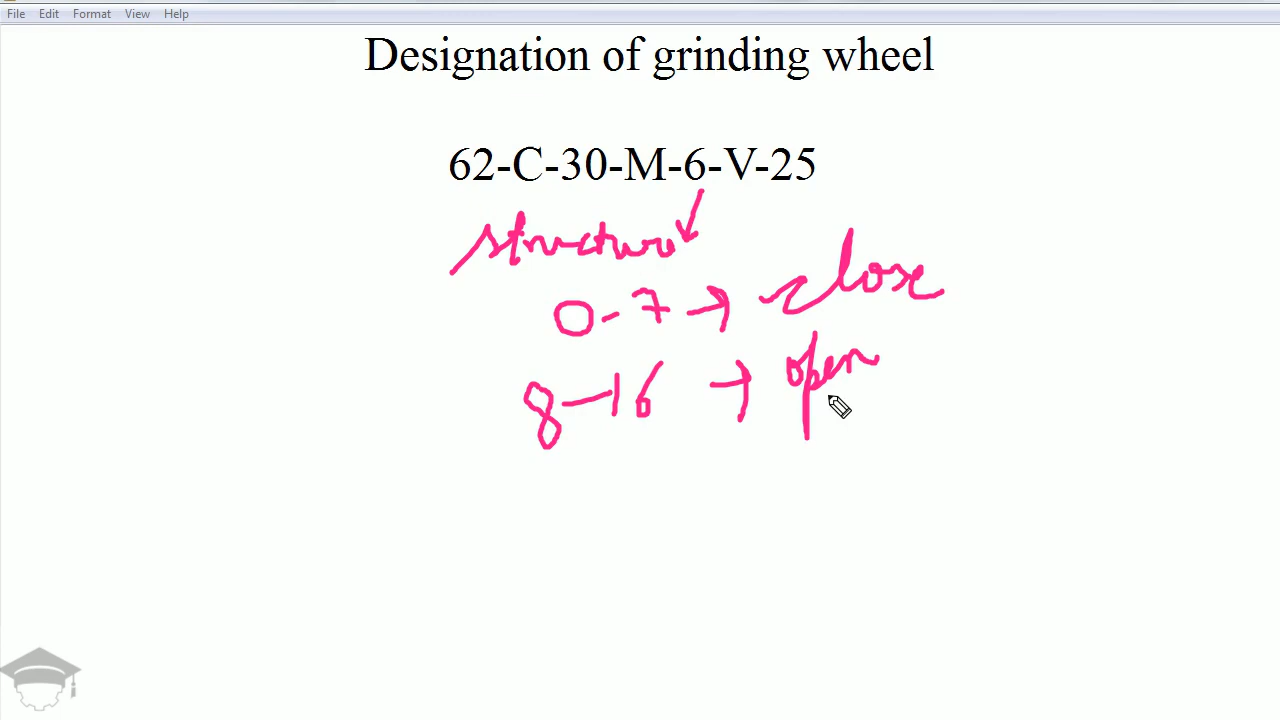 File Edit Format View Help
Designation of grinding wheel
62-C-30-M-6-V-25
structure
0-7 → close
8-16 → open